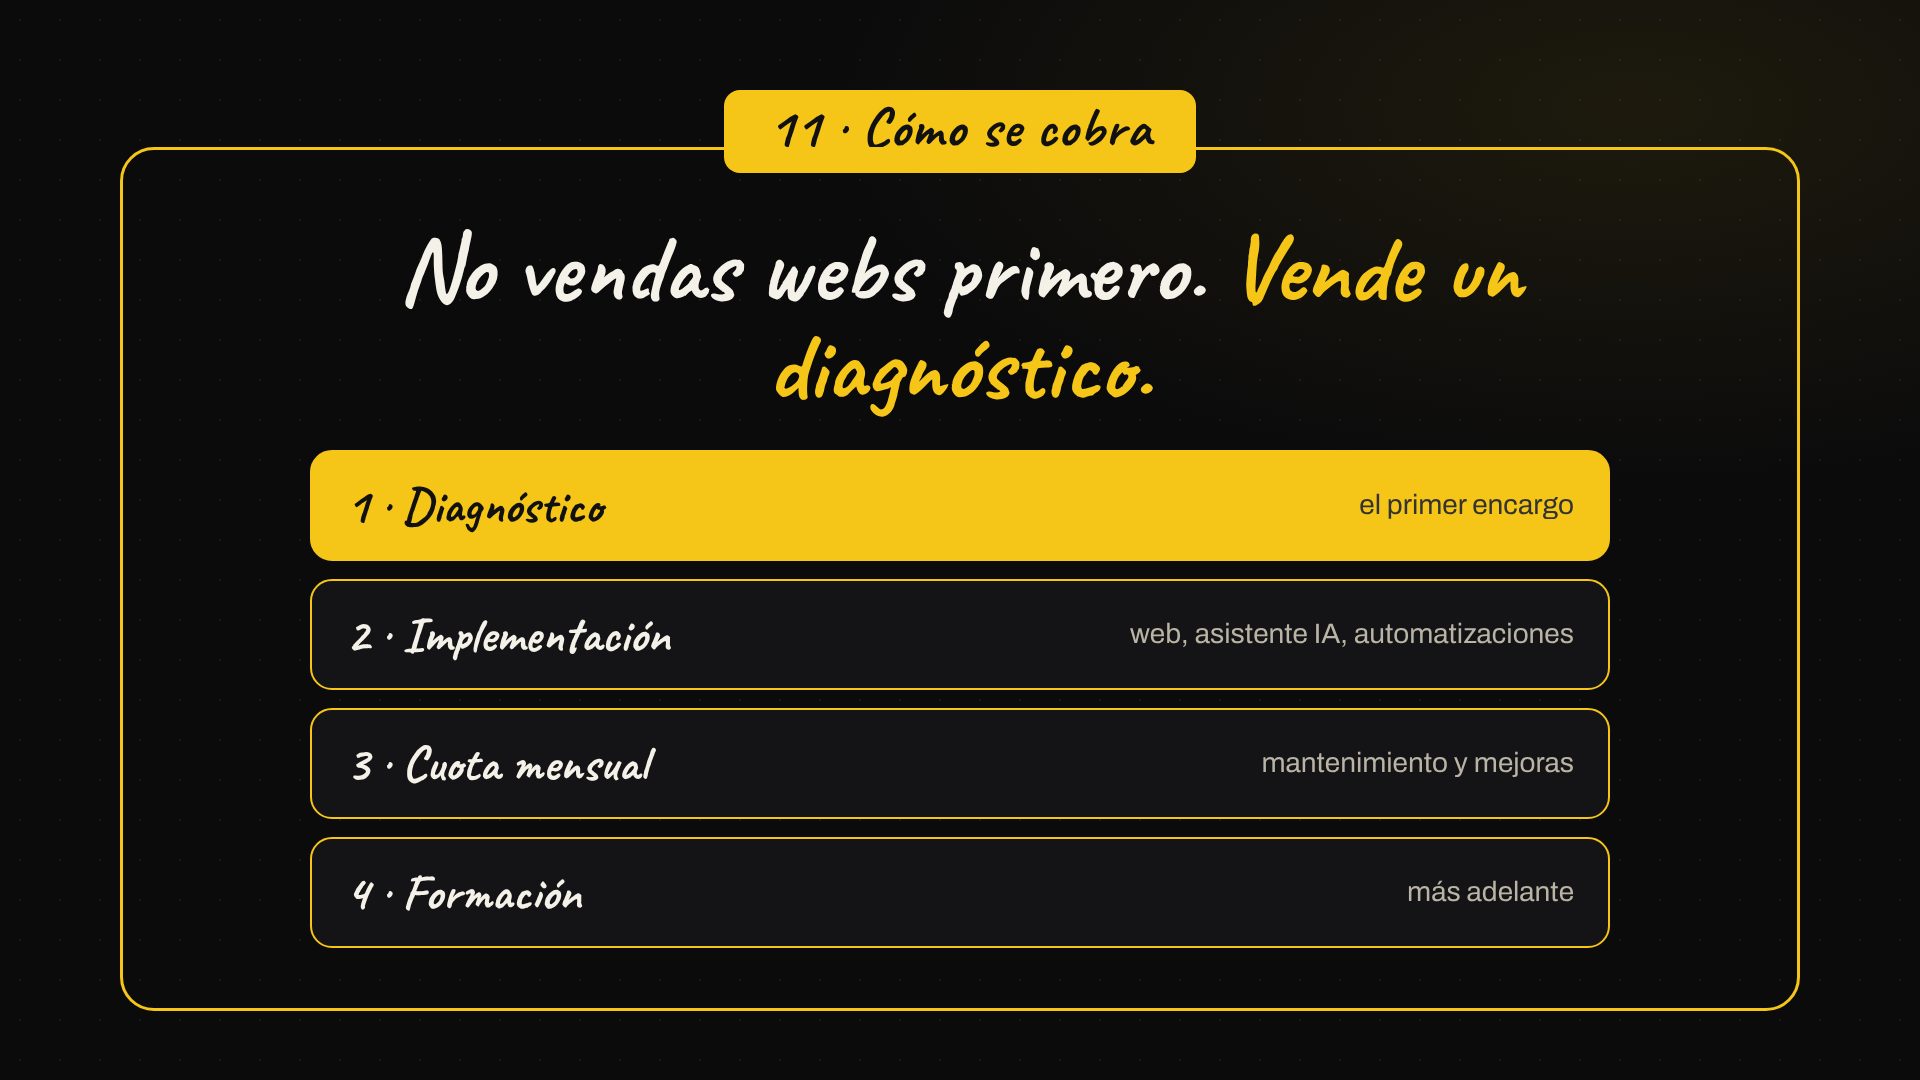 11 · Cómo se cobra
No vendas webs primero. Vende un
diagnóstico.
1 · Diagnóstico
el primer encargo
2 · Implementación
web, asistente IA, automatizaciones
3 · Cuota mensual
mantenimiento y mejoras
4 · Formación
más adelante